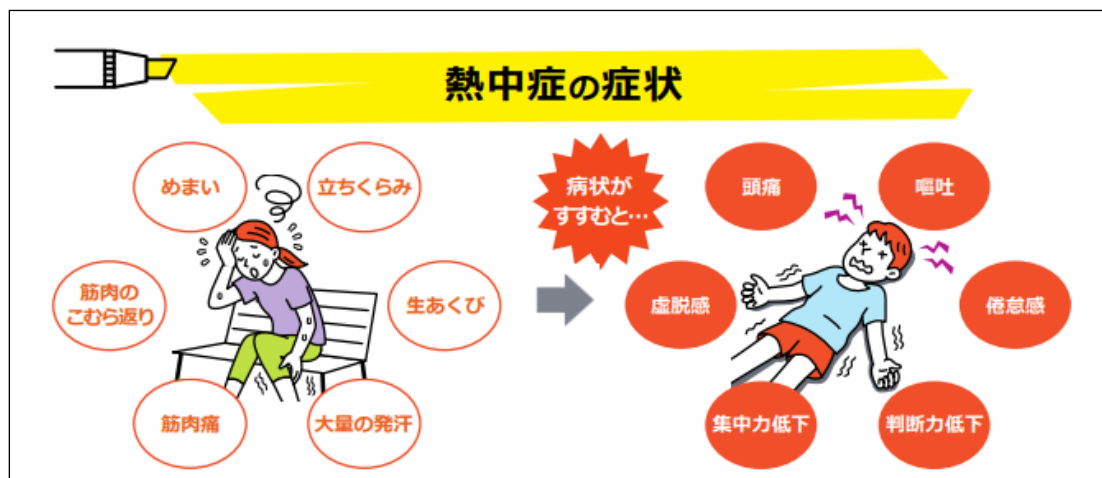 熱中症の症状
めまい
立ちくらみ
筋肉の
こむら返り
生あくび
筋肉痛
大量の発汗
病状が
すすむと…
頭痛
嘔吐
虚脱感
倦怠感
集中力低下
判断力低下